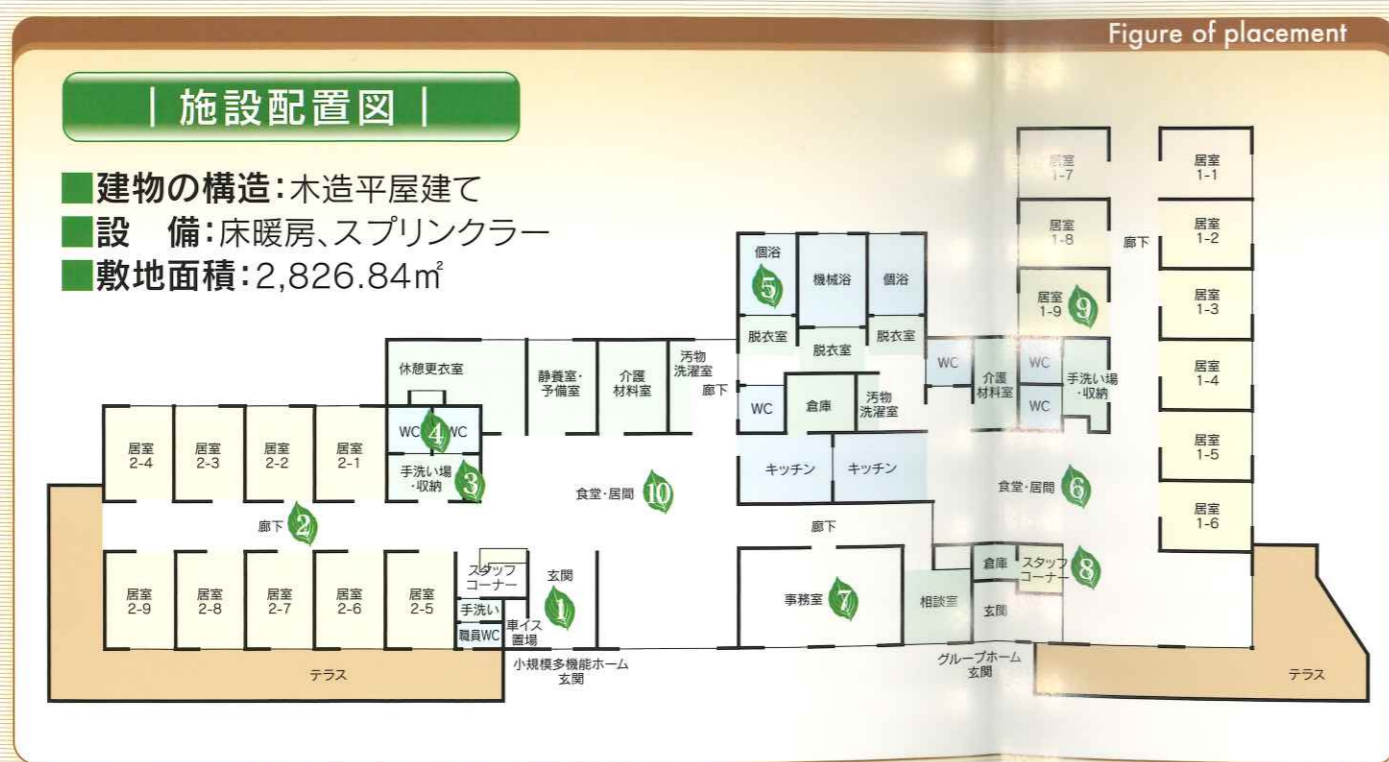 Figure of placement
| 施設配置図 |
■建物の構造:木造平屋建て
■設　備:床暖房、スプリンクラー
■敷地面積:2,826.84㎡
居室
1-7
居室
1-1
居室
1-8
廊下
居室
1-2
居室
1-9
9
居室
1-3
居室
1-4
居室
1-5
居室
1-6
個浴
5
機械浴
個浴
脱衣室
脱衣室
脱衣室
休憩更衣室
静養室・
予備室
介護
材料室
汚物
洗濯室
廊下
WC
倉庫
汚物
洗濯室
WC
介護
材料室
WC
WC
手洗い場
・収納
居室
2-4
居室
2-3
居室
2-2
居室
2-1
WC
4
WC
手洗い場
・収納
3
食堂・居間
10
キッチン
キッチン
食堂・居間
6
廊下
2
廊下
居室
2-9
居室
2-8
居室
2-7
居室
2-6
居室
2-5
スタッフ
コーナー
手洗い
職員WC
玄関
1
車イス
置場
事務室
7
相談室
倉庫
スタッフ
コーナー
8
玄関
小規模多機能ホーム
玄関
グループホーム
玄関
テラス
テラス